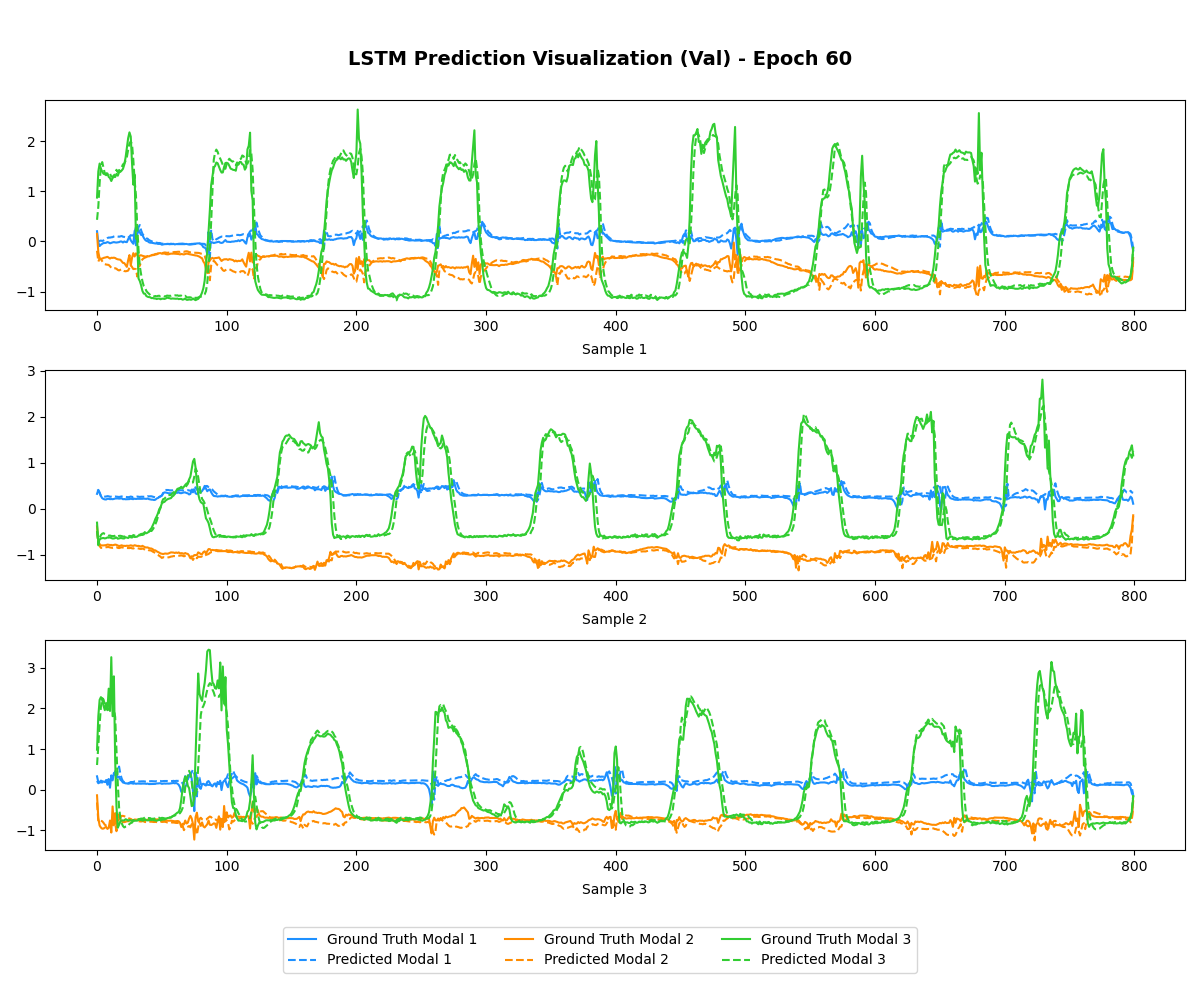 LSTM Prediction Visualization (Val) - Epoch 60
2
1
0
−1
0 100 200 300 400 500 600 700 800
Sample 1
3
2
1
0
−1
0 100 200 300 400 500 600 700 800
Sample 2
3
2
1
0
−1
0 100 200 300 400 500 600 700 800
Sample 3
Ground Truth Modal 1 Ground Truth Modal 2 Ground Truth Modal 3
Predicted Modal 1 Predicted Modal 2 Predicted Modal 3